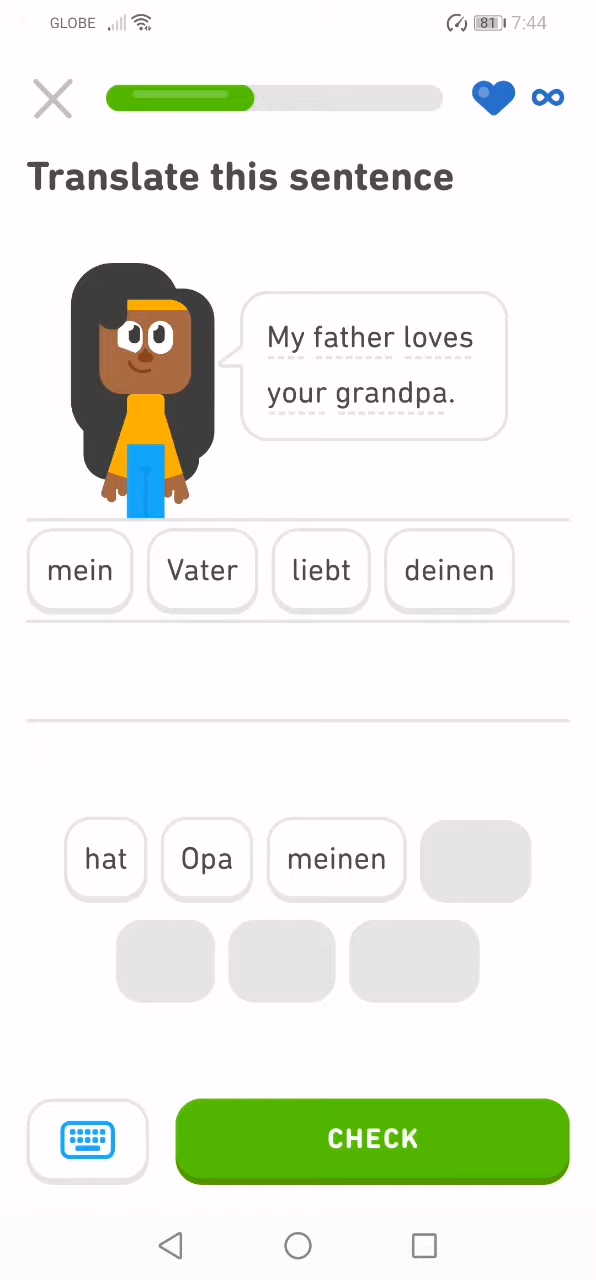 GLOBE 81 7:44
Translate this sentence
My father loves
your grandpa.
mein Vater liebt deinen
hat Opa meinen
CHECK